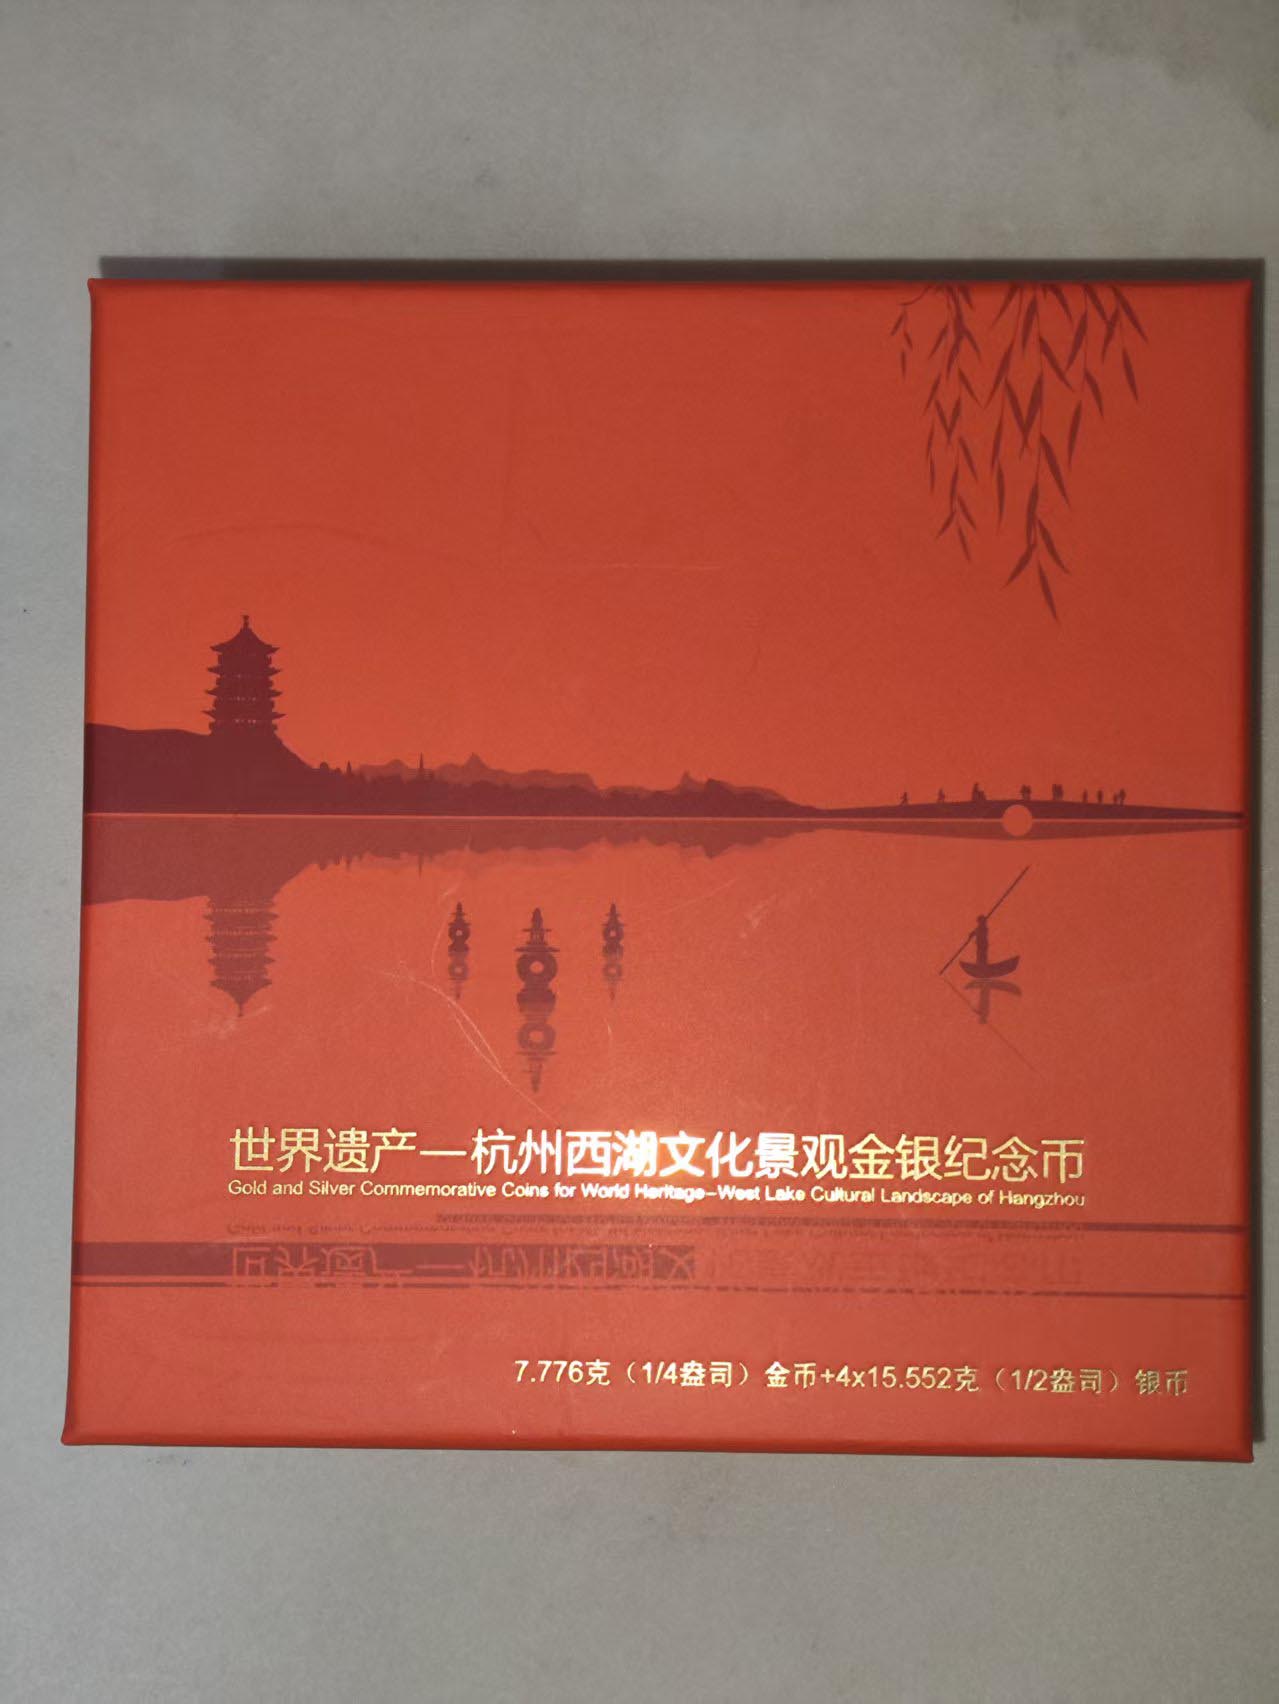 世界遗产—杭州西湖文化景观金银纪念币
Gold and Silver Commemorative Coins for World Heritage-West Lake Cultural Landscape of Hangzhou
7.776克（1/4盎司）金币+4x15.552克（1/2盎司）银币